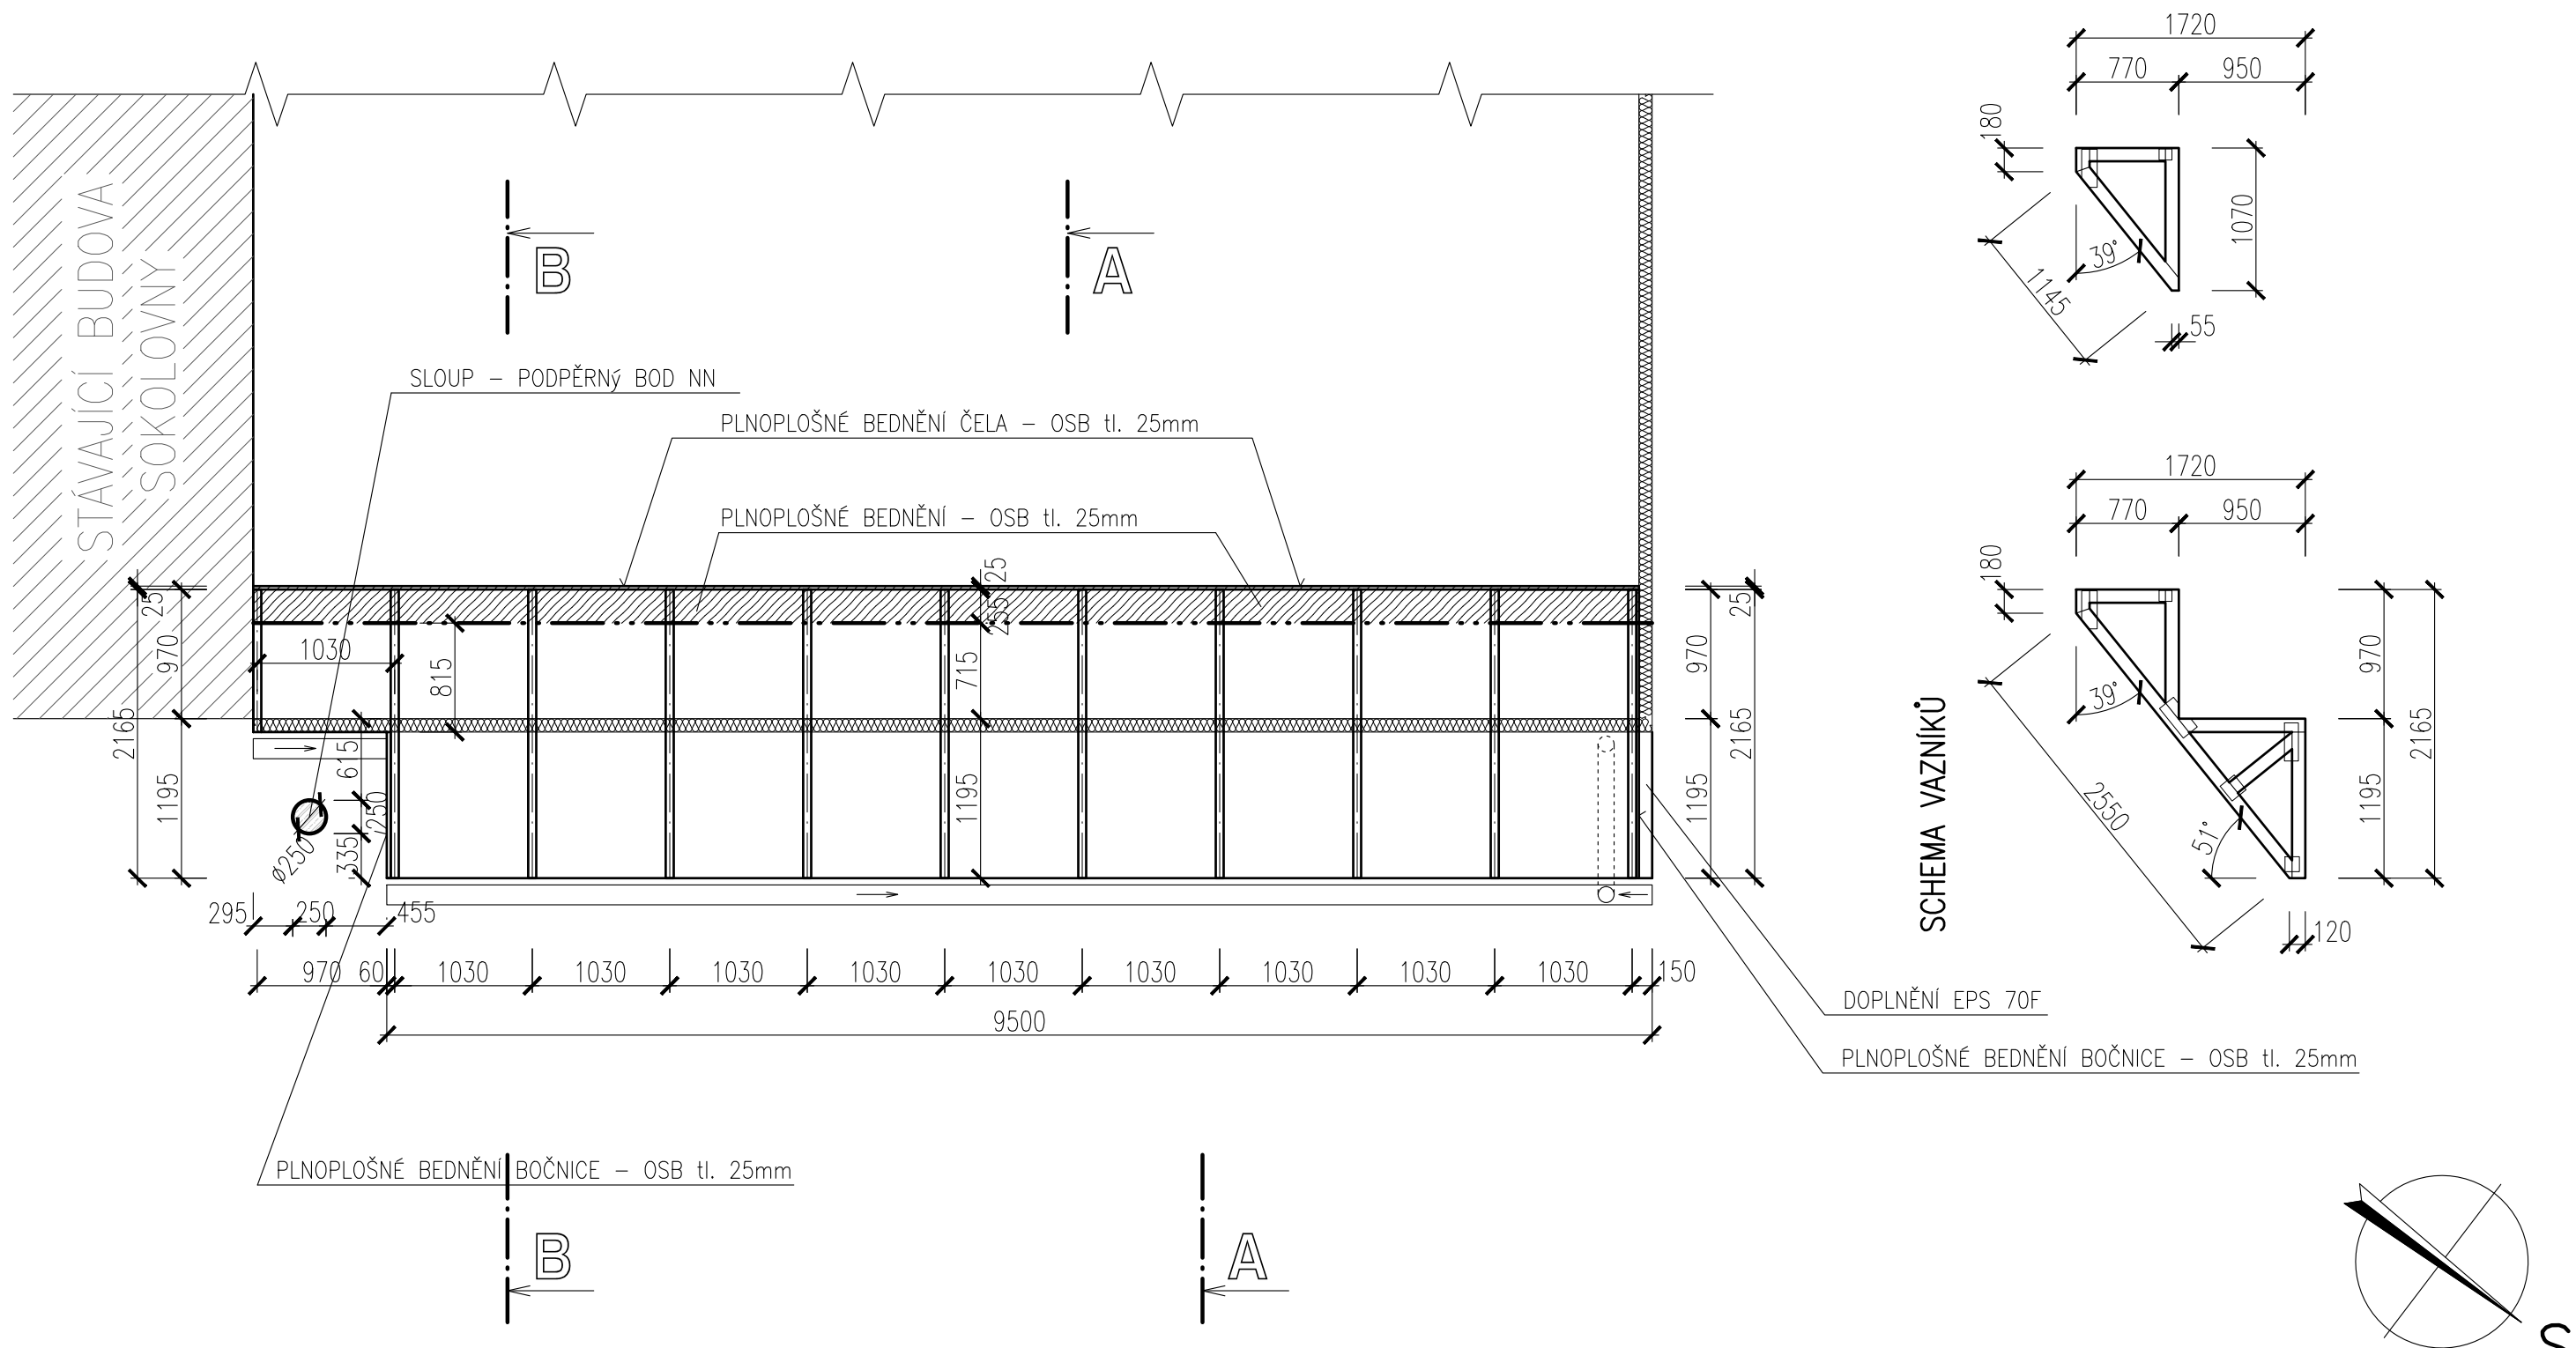 1720
770 950
180
1070
39°
1145
55
STÁVAJÍCÍ BUDOVA
SOKOLOVNY
B
A
SLOUP – PODPĚRNý BOD NN
PLNOPLOŠNÉ BEDNĚNÍ ČELA – OSB tl. 25mm
PLNOPLOŠNÉ BEDNĚNÍ – OSB tl. 25mm
25
970
2165
1195
1030
815
615
250
335
Ø250
25
255
715
1195
25
970
2165
1195
295 250 455
970 60 1030 1030 1030 1030 1030 1030 1030 1030 1030 150
9500
1720
770 950
180
39°
970
2165
1195
2550
51°
120
SCHEMA VAZNÍKŮ
DOPLNĚNÍ EPS 70F
PLNOPLOŠNÉ BEDNĚNÍ BOČNICE – OSB tl. 25mm
PLNOPLOŠNÉ BEDNĚNÍ BOČNICE – OSB tl. 25mm
B
A
S